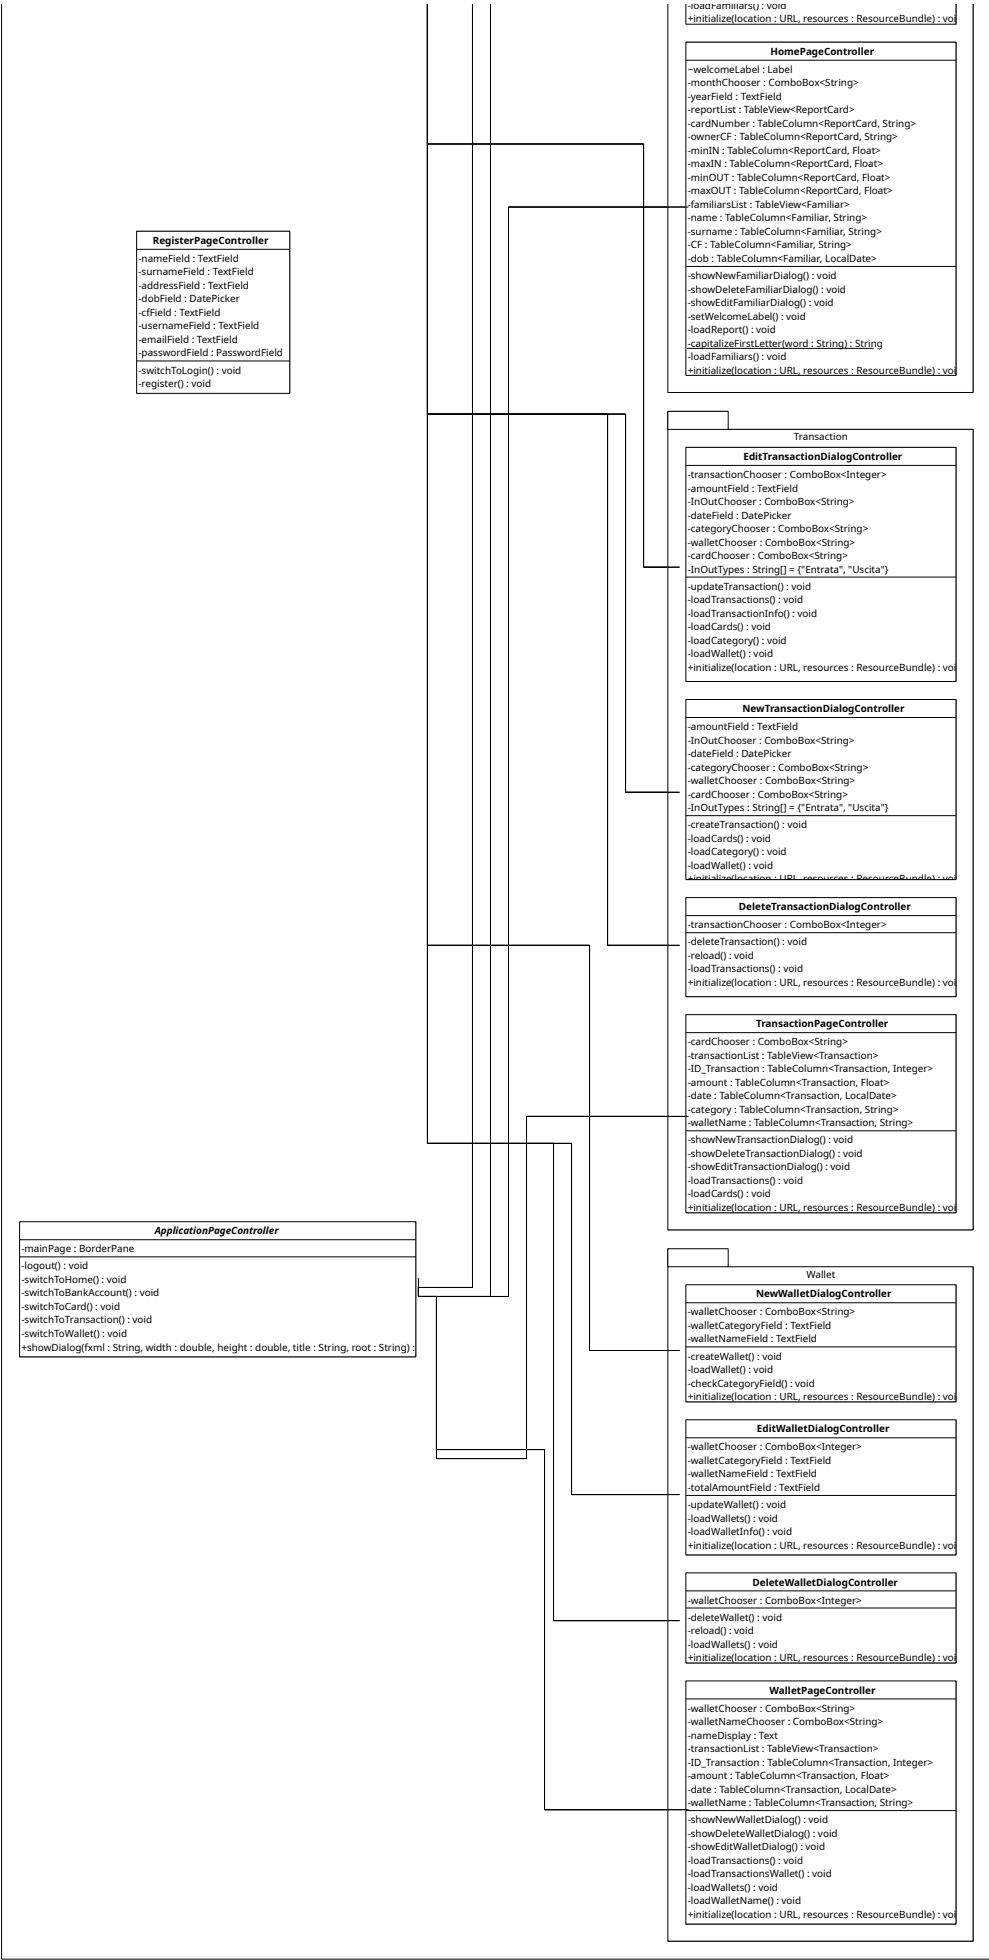 -loadFamiliars() : void
+initialize(location : URL, resources : ResourceBundle) : voi
HomePageController
~welcomeLabel : Label
-monthChooser : ComboBox<String>
-yearField : TextField
-reportList : TableView<ReportCard>
-cardNumber : TableColumn<ReportCard, String>
-ownerCF : TableColumn<ReportCard, String>
-minIN : TableColumn<ReportCard, Float>
-maxIN : TableColumn<ReportCard, Float>
-minOUT : TableColumn<ReportCard, Float>
-maxOUT : TableColumn<ReportCard, Float>
-familiarsList : TableView<Familiar>
-name : TableColumn<Familiar, String>
-surname : TableColumn<Familiar, String>
-CF : TableColumn<Familiar, String>
-dob : TableColumn<Familiar, LocalDate>
-showNewFamiliarDialog() : void
-showDeleteFamiliarDialog() : void
-showEditFamiliarDialog() : void
-setWelcomeLabel() : void
-loadReport() : void
-capitalizeFirstLetter(word : String) : String
-loadFamiliars() : void
+initialize(location : URL, resources : ResourceBundle) : voi
RegisterPageController
-nameField : TextField
-surnameField : TextField
-addressField : TextField
-dobField : DatePicker
-cfField : TextField
-usernameField : TextField
-emailField : TextField
-passwordField : PasswordField
-switchToLogin() : void
-register() : void
Transaction
EditTransactionDialogController
-transactionChooser : ComboBox<Integer>
-amountField : TextField
-InOutChooser : ComboBox<String>
-dateField : DatePicker
-categoryChooser : ComboBox<String>
-walletChooser : ComboBox<String>
-cardChooser : ComboBox<String>
-InOutTypes : String[] = {"Entrata", "Uscita"}
-updateTransaction() : void
-loadTransactions() : void
-loadTransactionInfo() : void
-loadCards() : void
-loadCategory() : void
-loadWallet() : void
+initialize(location : URL, resources : ResourceBundle) : voi
NewTransactionDialogController
-amountField : TextField
-InOutChooser : ComboBox<String>
-dateField : DatePicker
-categoryChooser : ComboBox<String>
-walletChooser : ComboBox<String>
-cardChooser : ComboBox<String>
-InOutTypes : String[] = {"Entrata", "Uscita"}
-createTransaction() : void
-loadCards() : void
-loadCategory() : void
-loadWallet() : void
+initialize(location : URL, resources : ResourceBundle) : voi
DeleteTransactionDialogController
-transactionChooser : ComboBox<Integer>
-deleteTransaction() : void
-reload() : void
-loadTransactions() : void
+initialize(location : URL, resources : ResourceBundle) : voi
TransactionPageController
-cardChooser : ComboBox<String>
-transactionList : TableView<Transaction>
-ID_Transaction : TableColumn<Transaction, Integer>
-amount : TableColumn<Transaction, Float>
-date : TableColumn<Transaction, LocalDate>
-category : TableColumn<Transaction, String>
-walletName : TableColumn<Transaction, String>
-showNewTransactionDialog() : void
-showDeleteTransactionDialog() : void
-showEditTransactionDialog() : void
-loadTransactions() : void
-loadCards() : void
+initialize(location : URL, resources : ResourceBundle) : voi
ApplicationPageController
-mainPage : BorderPane
-logout() : void
-switchToHome() : void
-switchToBankAccount() : void
-switchToCard() : void
-switchToTransaction() : void
-switchToWallet() : void
+showDialog(fxml : String, width : double, height : double, title : String, root : String) :
Wallet
NewWalletDialogController
-walletChooser : ComboBox<String>
-walletCategoryField : TextField
-walletNameField : TextField
-createWallet() : void
-loadWallet() : void
-checkCategoryField() : void
+initialize(location : URL, resources : ResourceBundle) : voi
EditWalletDialogController
-walletChooser : ComboBox<Integer>
-walletCategoryField : TextField
-walletNameField : TextField
-totalAmountField : TextField
-updateWallet() : void
-loadWallets() : void
-loadWalletInfo() : void
+initialize(location : URL, resources : ResourceBundle) : voi
DeleteWalletDialogController
-walletChooser : ComboBox<Integer>
-deleteWallet() : void
-reload() : void
-loadWallets() : void
+initialize(location : URL, resources : ResourceBundle) : voi
WalletPageController
-walletChooser : ComboBox<String>
-walletNameChooser : ComboBox<String>
-nameDisplay : Text
-transactionList : TableView<Transaction>
-ID_Transaction : TableColumn<Transaction, Integer>
-amount : TableColumn<Transaction, Float>
-date : TableColumn<Transaction, LocalDate>
-walletName : TableColumn<Transaction, String>
-showNewWalletDialog() : void
-showDeleteWalletDialog() : void
-showEditWalletDialog() : void
-loadTransactions() : void
-loadTransactionsWallet() : void
-loadWallets() : void
-loadWalletName() : void
+initialize(location : URL, resources : ResourceBundle) : voi